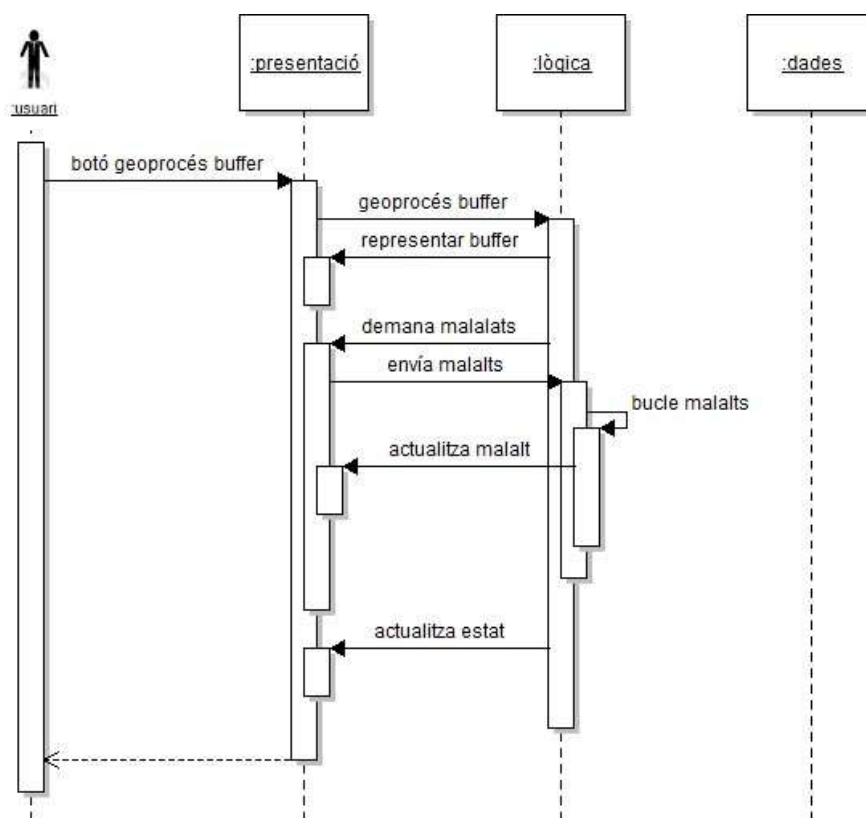 :presentació
:lògica
:dades
:usuari
botó geoprocés buffer
geoprocés buffer
representar buffer
demana malalats
envía malalts
bucle malalts
actualitza malalt
actualitza estat